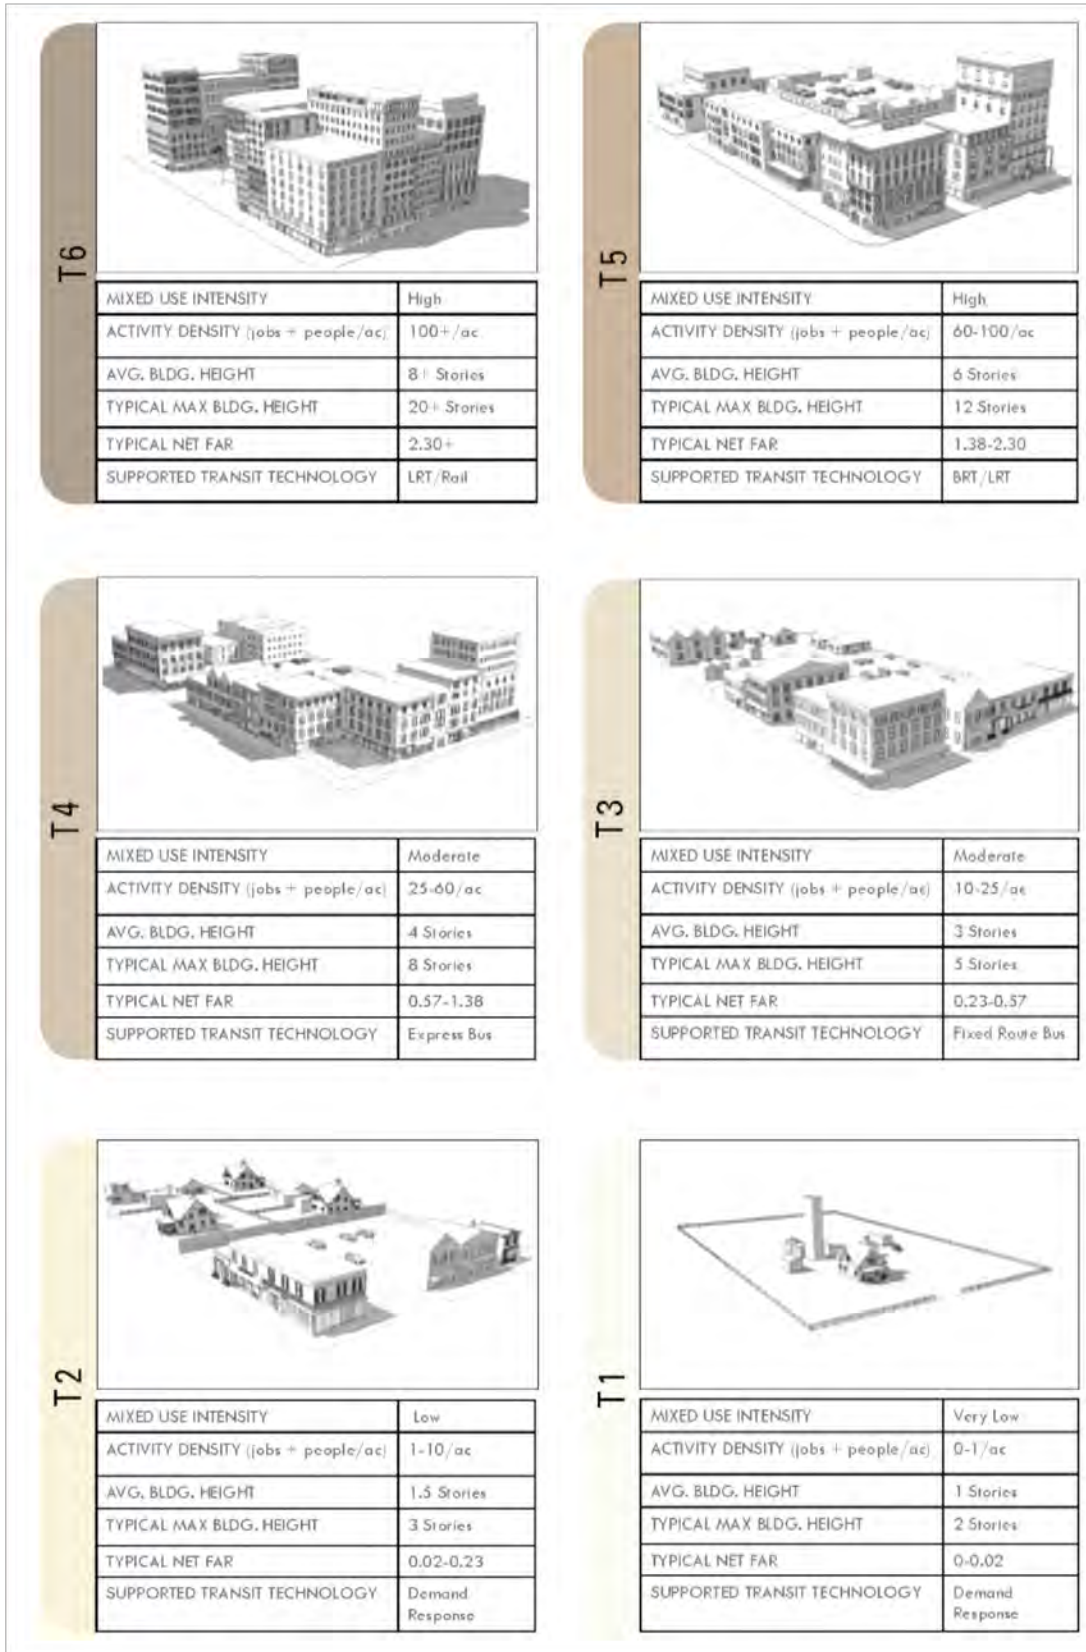 T6
MIXED USE INTENSITY High
ACTIVITY DENSITY (jobs + people/ac) 100+/ac
AVG. BLDG. HEIGHT 8+ Stories
TYPICAL MAX BLDG. HEIGHT 20+ Stories
TYPICAL NET FAR 2.30+
SUPPORTED TRANSIT TECHNOLOGY LRT/Rail
T5
MIXED USE INTENSITY High
ACTIVITY DENSITY (jobs + people/ac) 60-100/ac
AVG. BLDG. HEIGHT 6 Stories
TYPICAL MAX BLDG. HEIGHT 12 Stories
TYPICAL NET FAR 1.38-2.30
SUPPORTED TRANSIT TECHNOLOGY BRT/LRT
T4
MIXED USE INTENSITY Moderate
ACTIVITY DENSITY (jobs + people/ac) 25-60/ac
AVG. BLDG. HEIGHT 4 Stories
TYPICAL MAX BLDG. HEIGHT 8 Stories
TYPICAL NET FAR 0.57-1.38
SUPPORTED TRANSIT TECHNOLOGY Express Bus
T3
MIXED USE INTENSITY Moderate
ACTIVITY DENSITY (jobs + people/ac) 10-25/ac
AVG. BLDG. HEIGHT 3 Stories
TYPICAL MAX BLDG. HEIGHT 5 Stories
TYPICAL NET FAR 0.23-0.57
SUPPORTED TRANSIT TECHNOLOGY Fixed Route Bus
T2
MIXED USE INTENSITY Low
ACTIVITY DENSITY (jobs + people/ac) 1-10/ac
AVG. BLDG. HEIGHT 1.5 Stories
TYPICAL MAX BLDG. HEIGHT 3 Stories
TYPICAL NET FAR 0.02-0.23
SUPPORTED TRANSIT TECHNOLOGY Demand
Response
T1
MIXED USE INTENSITY Very Low
ACTIVITY DENSITY (jobs + people/ac) 0-1/ac
AVG. BLDG. HEIGHT 1 Stories
TYPICAL MAX BLDG. HEIGHT 2 Stories
TYPICAL NET FAR 0-0.02
SUPPORTED TRANSIT TECHNOLOGY Demand
Response